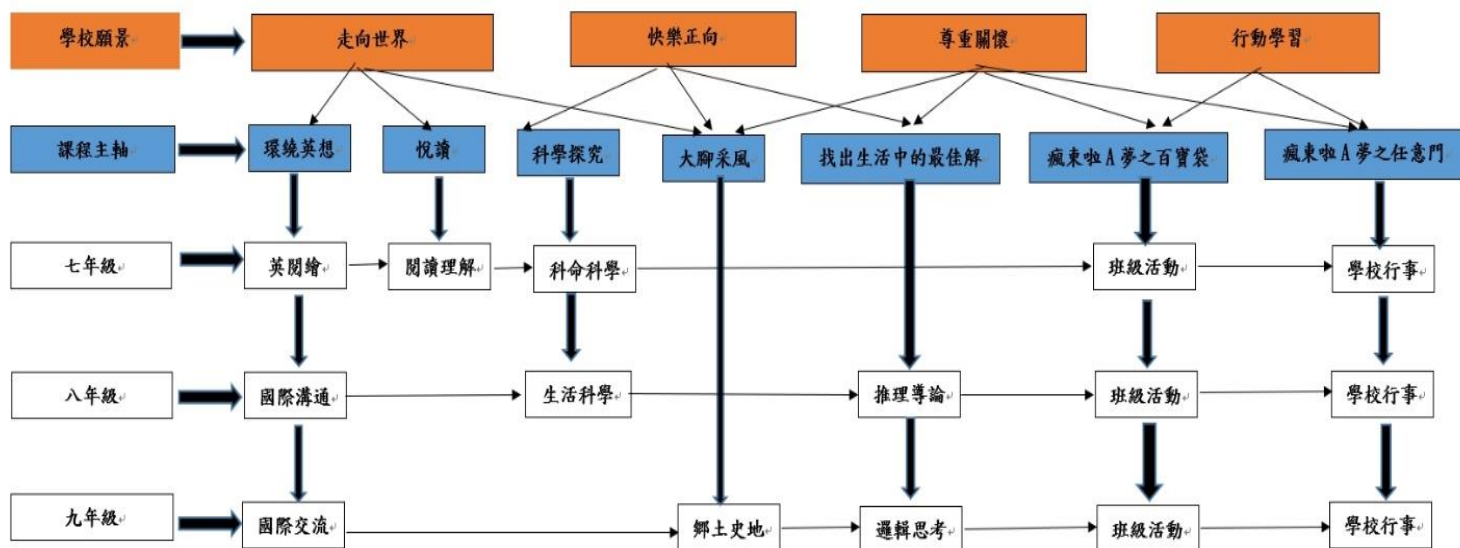 學校願景
走向世界
快樂正向
尊重關懷
行動學習
課程主軸
環繞英想
悅讀
科學探究
大腳采風
找出生活中的最佳解
瘋東啦A夢之百寶袋
瘋東啦A夢之任意門
七年級
英閱繪
閱讀理解
科命科學
班級活動
學校行事
八年級
國際溝通
生活科學
推理導論
班級活動
學校行事
九年級
國際交流
鄉土史地
邏輯思考
班級活動
學校行事